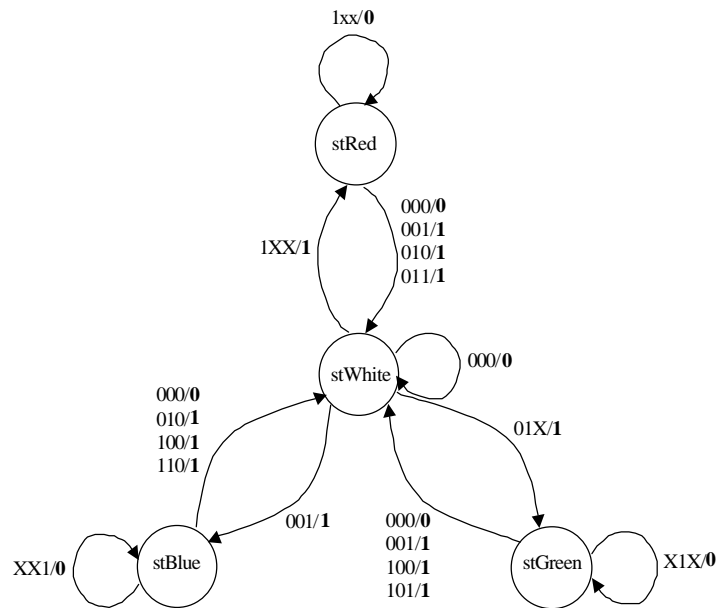 1xx/0
stRed
1XX/1
000/0
001/1
010/1
011/1
stWhite
000/0
000/0
010/1
100/1
110/1
01X/1
001/1
000/0
001/1
100/1
101/1
XX1/0
stBlue
stGreen
X1X/0